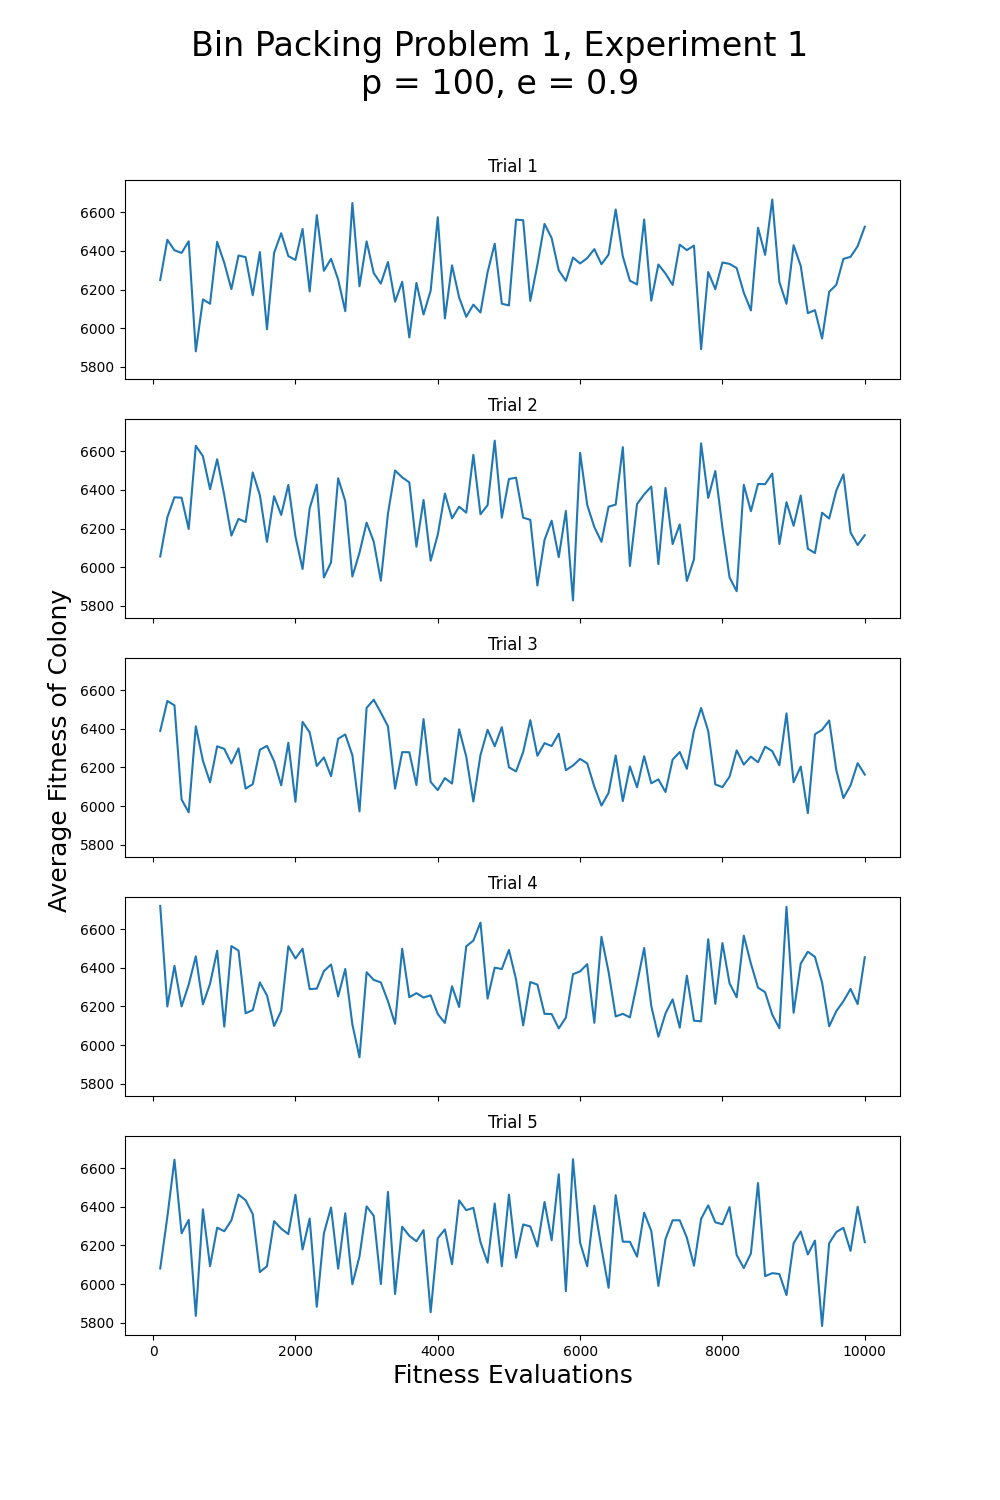 Bin Packing Problem 1, Experiment 1
p = 100, e = 0.9
Trial 1
6600
6400
6200
6000
5800
Trial 2
6600
6400
6200
6000
5800
Trial 3
6600
6400
6200
6000
5800
Trial 4
6600
6400
6200
6000
5800
Trial 5
6600
6400
6200
6000
5800
0 2000 4000 6000 8000 10000
Fitness Evaluations
Average Fitness of Colony